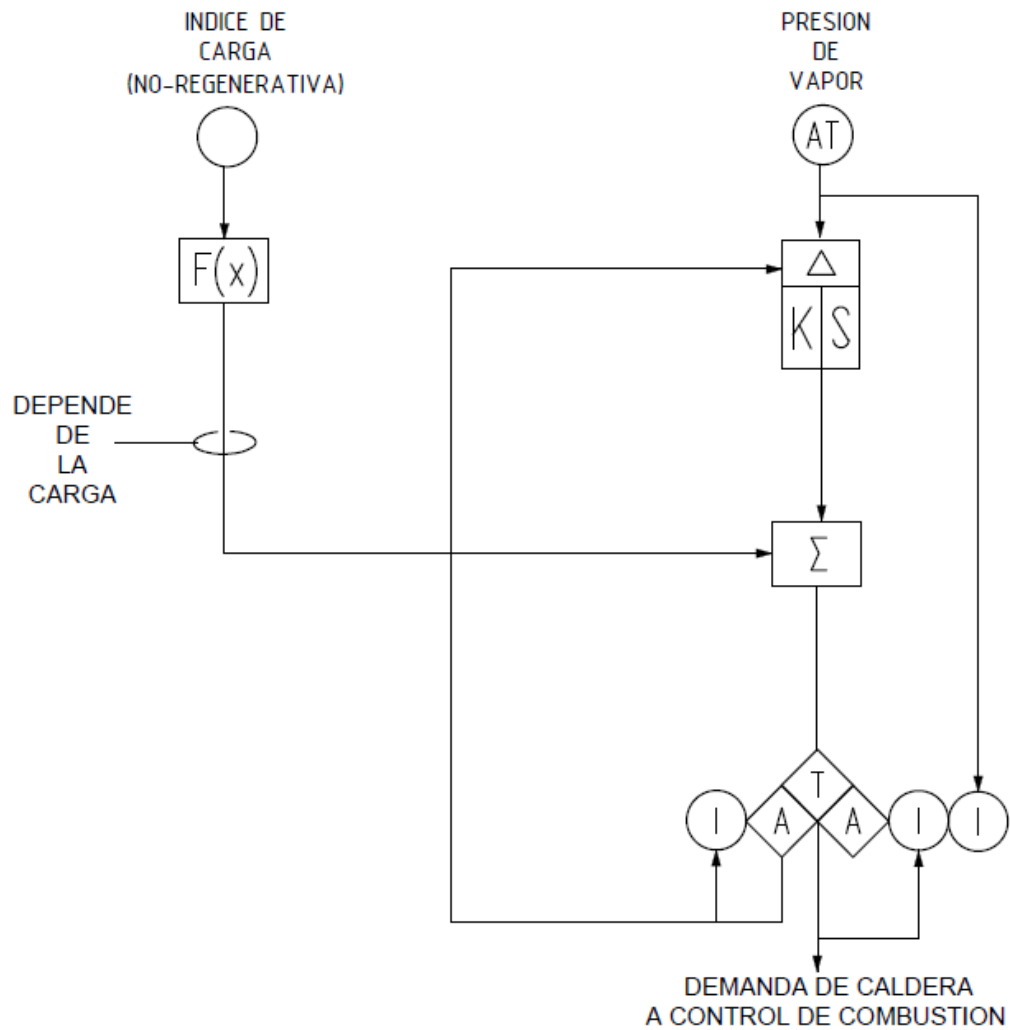 INDICE DE
CARGA
(NO-REGENERATIVA)
PRESION
DE
VAPOR
AT
F(x)
△
K S
DEPENDE
DE
LA
CARGA
Σ
T
I
A
A
I
I
DEMANDA DE CALDERA
A CONTROL DE COMBUSTION